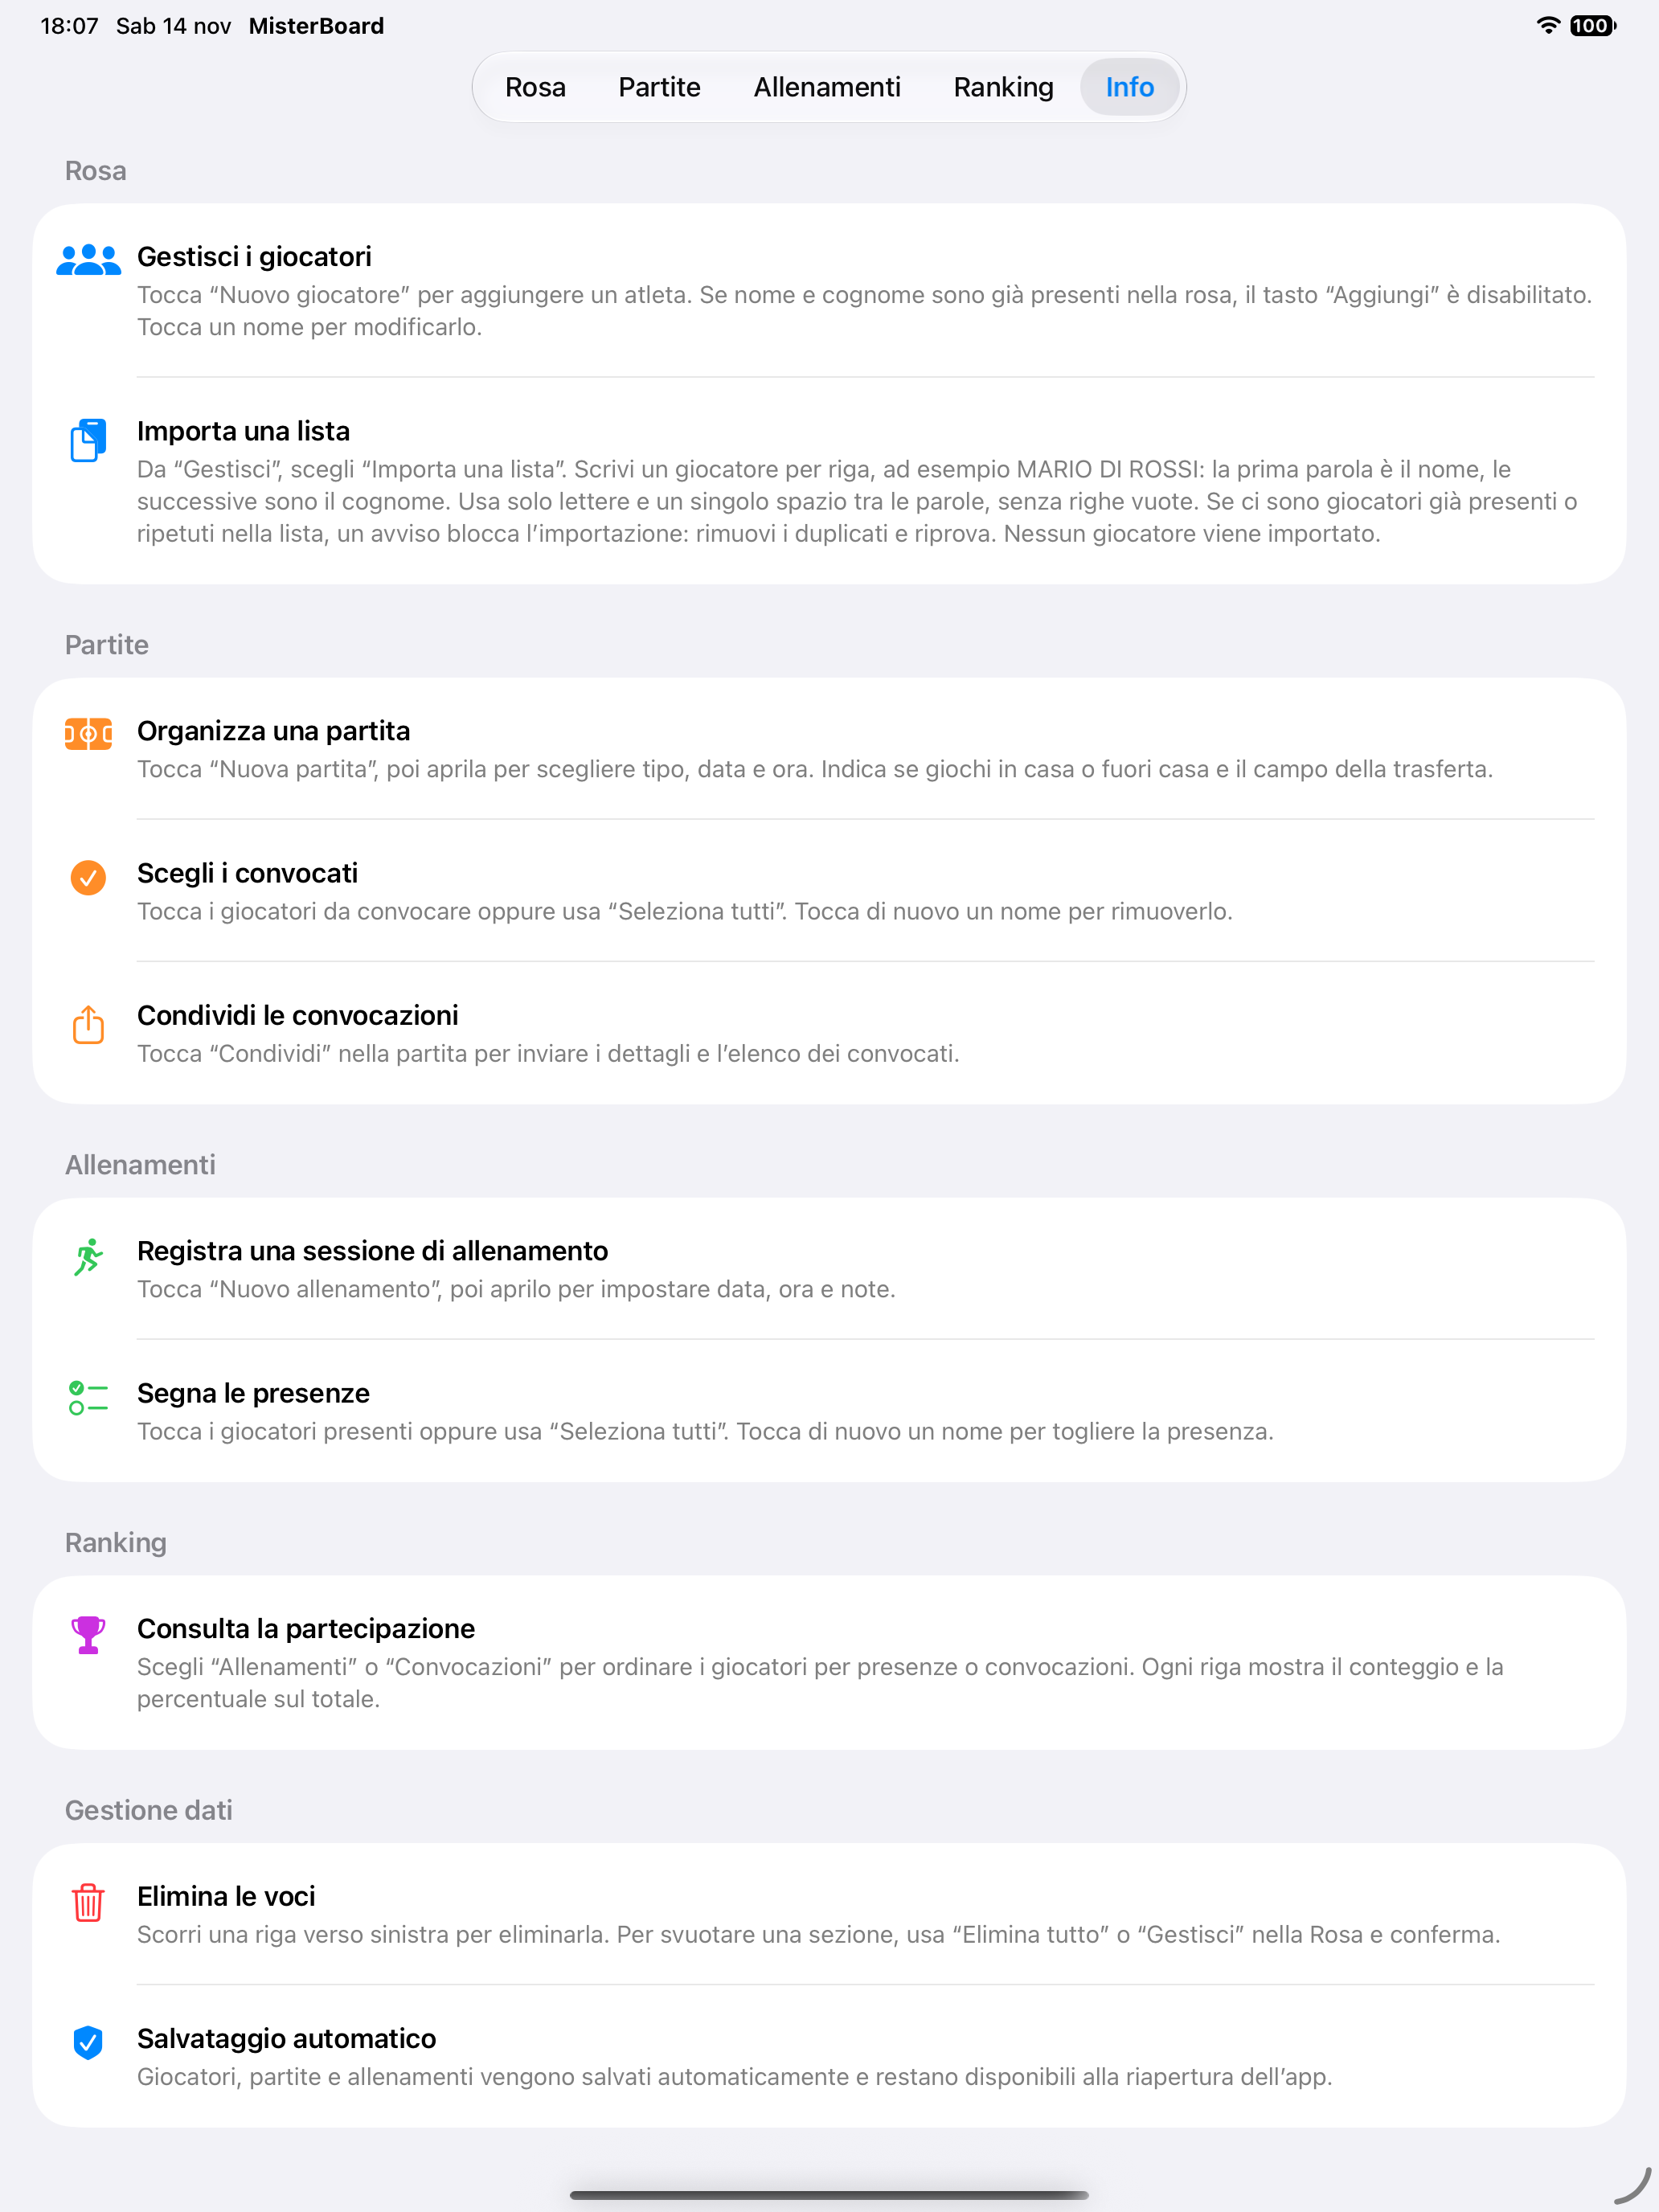 18:07 Sab 14 nov MisterBoard 100
Rosa Partite Allenamenti Ranking Info
Rosa
Gestisci i giocatori
Tocca “Nuovo giocatore” per aggiungere un atleta. Se nome e cognome sono già presenti nella rosa, il tasto “Aggiungi” è disabilitato.
Tocca un nome per modificarlo.
Importa una lista
Da “Gestisci”, scegli “Importa una lista”. Scrivi un giocatore per riga, ad esempio MARIO DI ROSSI: la prima parola è il nome, le
successive sono il cognome. Usa solo lettere e un singolo spazio tra le parole, senza righe vuote. Se ci sono giocatori già presenti o
ripetuti nella lista, un avviso blocca l’importazione: rimuovi i duplicati e riprova. Nessun giocatore viene importato.
Partite
Organizza una partita
Tocca “Nuova partita”, poi aprila per scegliere tipo, data e ora. Indica se giochi in casa o fuori casa e il campo della trasferta.
Scegli i convocati
Tocca i giocatori da convocare oppure usa “Seleziona tutti”. Tocca di nuovo un nome per rimuoverlo.
Condividi le convocazioni
Tocca “Condividi” nella partita per inviare i dettagli e l’elenco dei convocati.
Allenamenti
Registra una sessione di allenamento
Tocca “Nuovo allenamento”, poi aprilo per impostare data, ora e note.
Segna le presenze
Tocca i giocatori presenti oppure usa “Seleziona tutti”. Tocca di nuovo un nome per togliere la presenza.
Ranking
Consulta la partecipazione
Scegli “Allenamenti” o “Convocazioni” per ordinare i giocatori per presenze o convocazioni. Ogni riga mostra il conteggio e la
percentuale sul totale.
Gestione dati
Elimina le voci
Scorri una riga verso sinistra per eliminarla. Per svuotare una sezione, usa “Elimina tutto” o “Gestisci” nella Rosa e conferma.
Salvataggio automatico
Giocatori, partite e allenamenti vengono salvati automaticamente e restano disponibili alla riapertura dell’app.